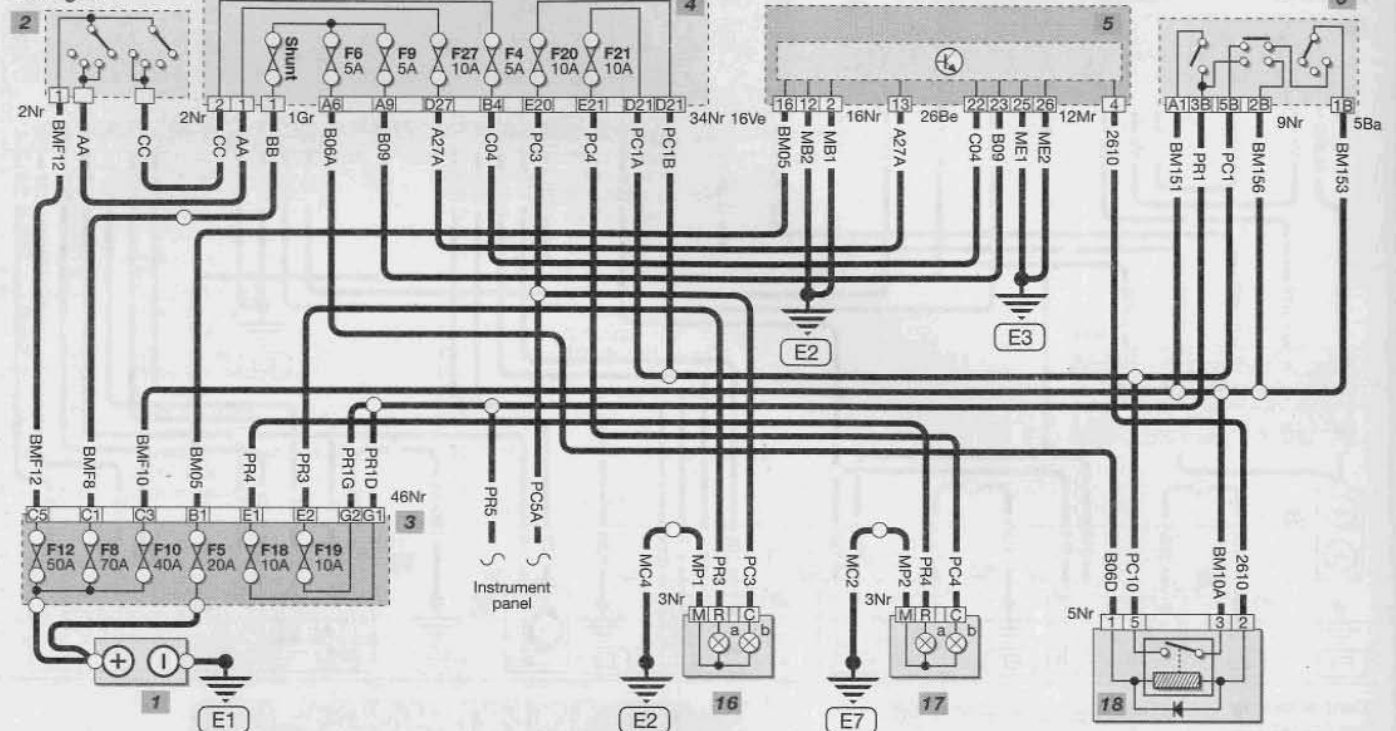 2
4
5
Shunt
F6 F9 F27 F4 F20 F21
5A 5A 10A 5A 10A 10A
1
2 1 1 A6 A9 D27 B4 E20 E21 D21 D21
16 12 2 13 22 23 25 26 4
A1 3B 5B 2B 1B
2Nr 2Nr 1Gr 34Nr 16Ve 16Nr 26Be 12Mr 9Nr 5Ba
BMF12 AA CC CC AA BB B06A B09 A27A C04 PC3 PC4 PC1A PC1B BM05 MB2 MB1 A27A C04 B09 ME1 ME2 2610 BM151 PR1 PC1 BM156 BM153
E2 E3
BMF12 BMF8 BMF10 BM05 PR4 PR3 PR1G PR1D
46Nr
3
C5 C1 C3 B1 E1 E2 G2 G1
F12 F8 F10 F5 F18 F19
50A 70A 40A 20A 10A 10A
PR5 PC5A
Instrument
panel
MC4 MP1 PR3 PC3
3Nr
M R C
a b
MC2 MP2 PR4 PC4
3Nr
M R C
a b
B06D PC10 BM10A 2610
5Nr
1 5 3 2
+ −
1
E1
E2
16
E7
17
18